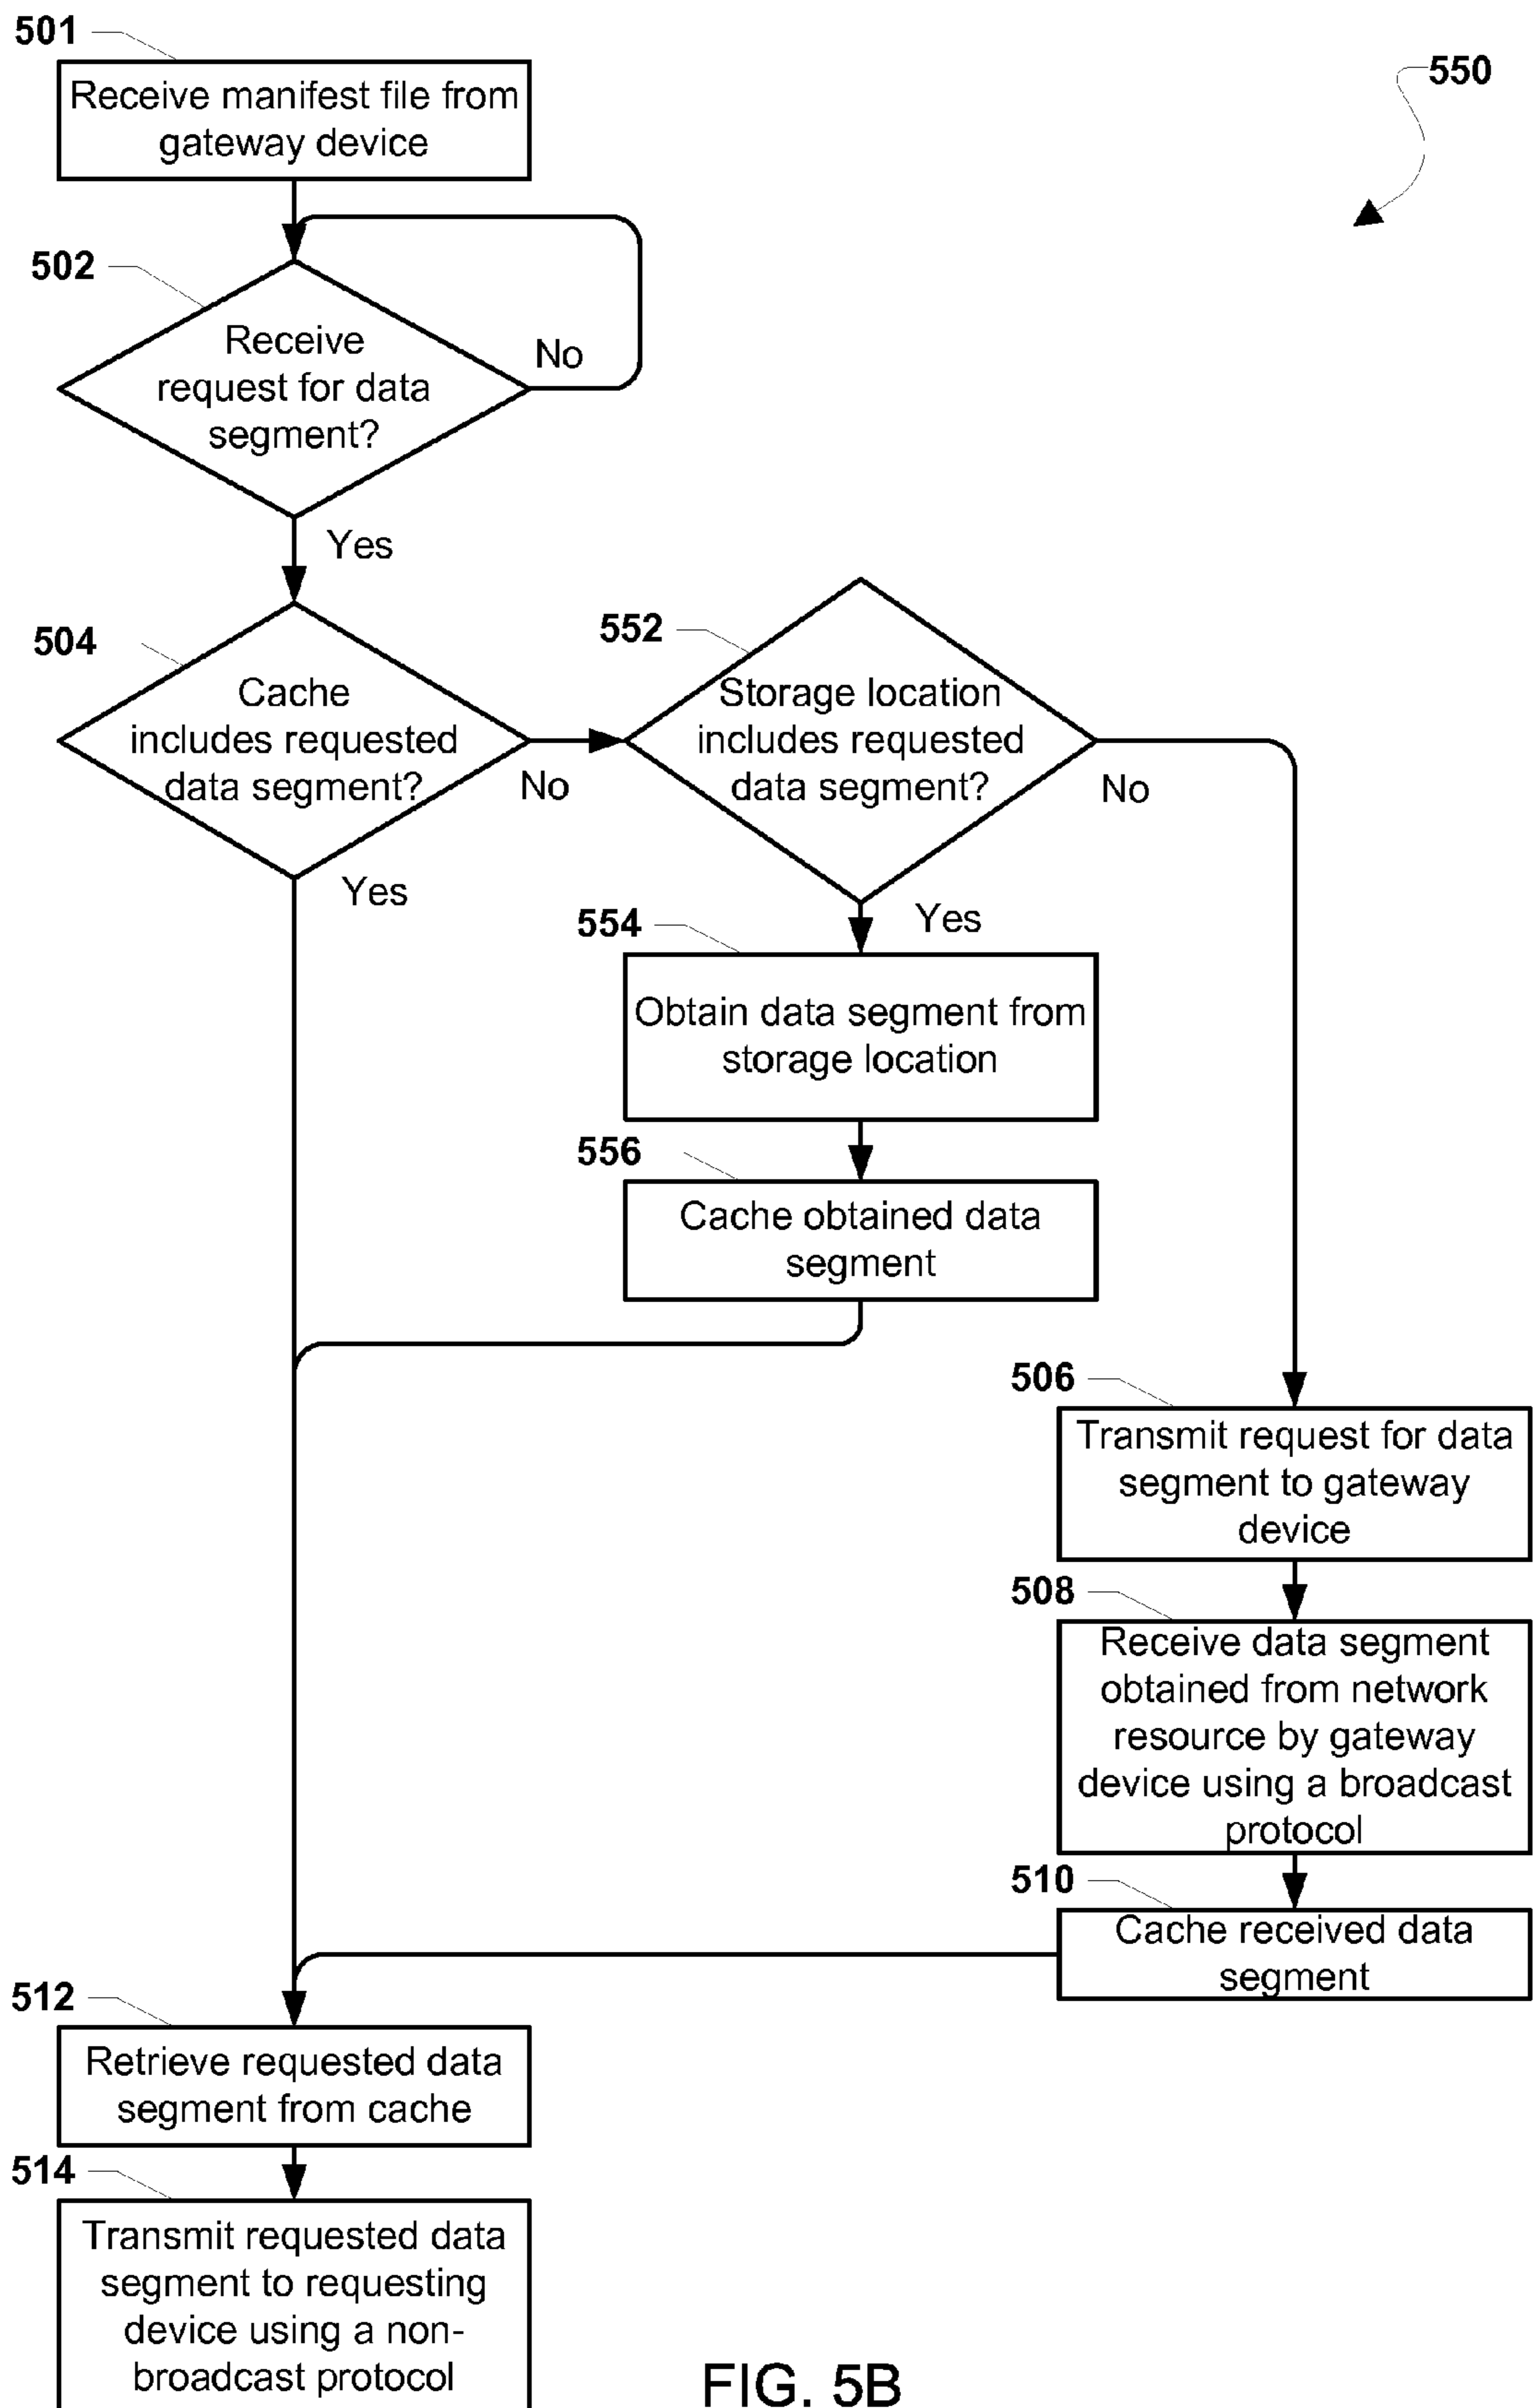 501
Receive manifest file from
gateway device
550
502
Receive
request for data
segment?
No
Yes
504
Cache
includes requested
data segment?
No
Yes
552
Storage location
includes requested
data segment?
No
Yes
554
Obtain data segment from
storage location
556
Cache obtained data
segment
506
Transmit request for data
segment to gateway
device
508
Receive data segment
obtained from network
resource by gateway
device using a broadcast
protocol
510
Cache received data
segment
512
Retrieve requested data
segment from cache
514
Transmit requested data
segment to requesting
device using a non-
broadcast protocol
FIG. 5B